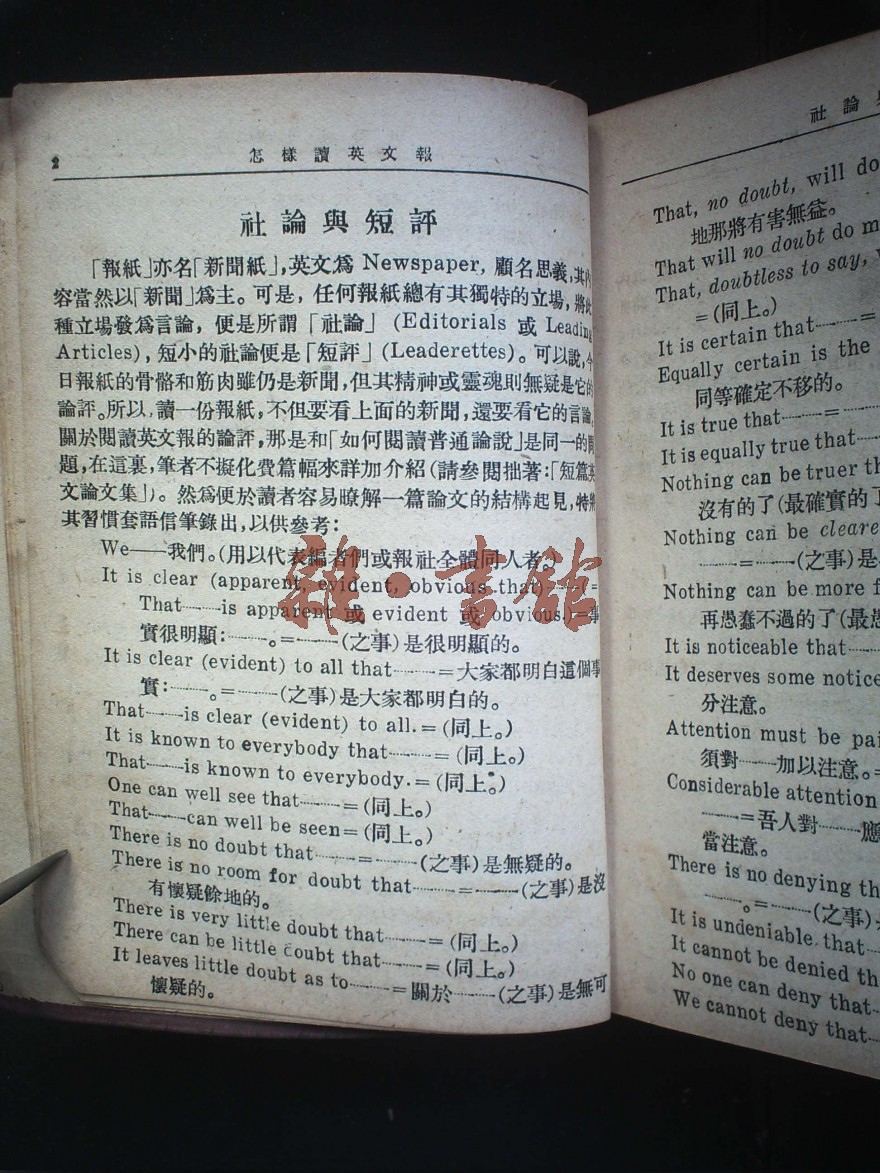 2 怎樣讀英文報
社論與短評
「報紙」亦名「新聞紙」,英文爲 Newspaper, 顧名思義,其內
容當然以「新聞」爲主。可是,任何報紙總有其獨特的立場,將此
種立場發爲言論,便是所謂「社論」(Editorials 或 Leading
Articles),短小的社論便是「短評」(Leaderettes)。可以說,今
日報紙的骨骼和筋肉雖仍是新聞,但其精神或靈魂則無疑是它的
論評。所以,讀一份報紙,不但要看上面的新聞,還要看它的言論,
關於閱讀英文報的論評,那是和「如何閱讀普通論說」是同一的問
題,在這裏,筆者不擬化費篇幅來詳加介紹(請參閱拙著:「短篇英
文論文集」)。然爲便於讀者容易瞭解一篇論文的結構起見,特將
其習慣套語信筆錄出,以供參考:
We——我們。(用以代表編者們或報社全體同人者。)
It is clear (apparent, evident, obvious that)………(=
That………is apparent 或 evident 或 obvious.)=事
實很明顯:………。=………(之事)是很明顯的。
It is clear (evident) to all that………=大家都明白這個事
實:………。=………(之事)是大家都明白的。
That………is clear (evident) to all.=(同上。)
It is known to everybody that………=(同上。)
That………is known to everybody.=(同上。)
One can well see that………=(同上。)
That………can well be seen=(同上。)
There is no doubt that………=………(之事)是無疑的。
There is no room for doubt that………=………(之事)是沒
有懷疑餘地的。
There is very little doubt that………=(同上。)
There can be little doubt that………=(同上。)
It leaves little doubt as to………=關於………(之事)是無可
懷疑的。
雜·書館
社論
That, no doubt, will do
地那將有害無益。
That will no doubt do m
That, doubtless to say,
=(同上。)
It is certain that………=
Equally certain is the
同等確定不移的。
It is true that………=
It is equally true that
Nothing can be truer th
沒有的了(最確實的了
Nothing can be cleare
………=………(之事)是
Nothing can be more f
再愚蠢不過的了(最愚
It is noticeable that
It deserves some notice
分注意。
Attention must be pai
須對………加以注意。=
Considerable attention
………=吾人對………應
當注意。
There is no denying th
………。=………(之事)
It is undeniable that
It cannot be denied th
No one can deny that
We cannot deny that